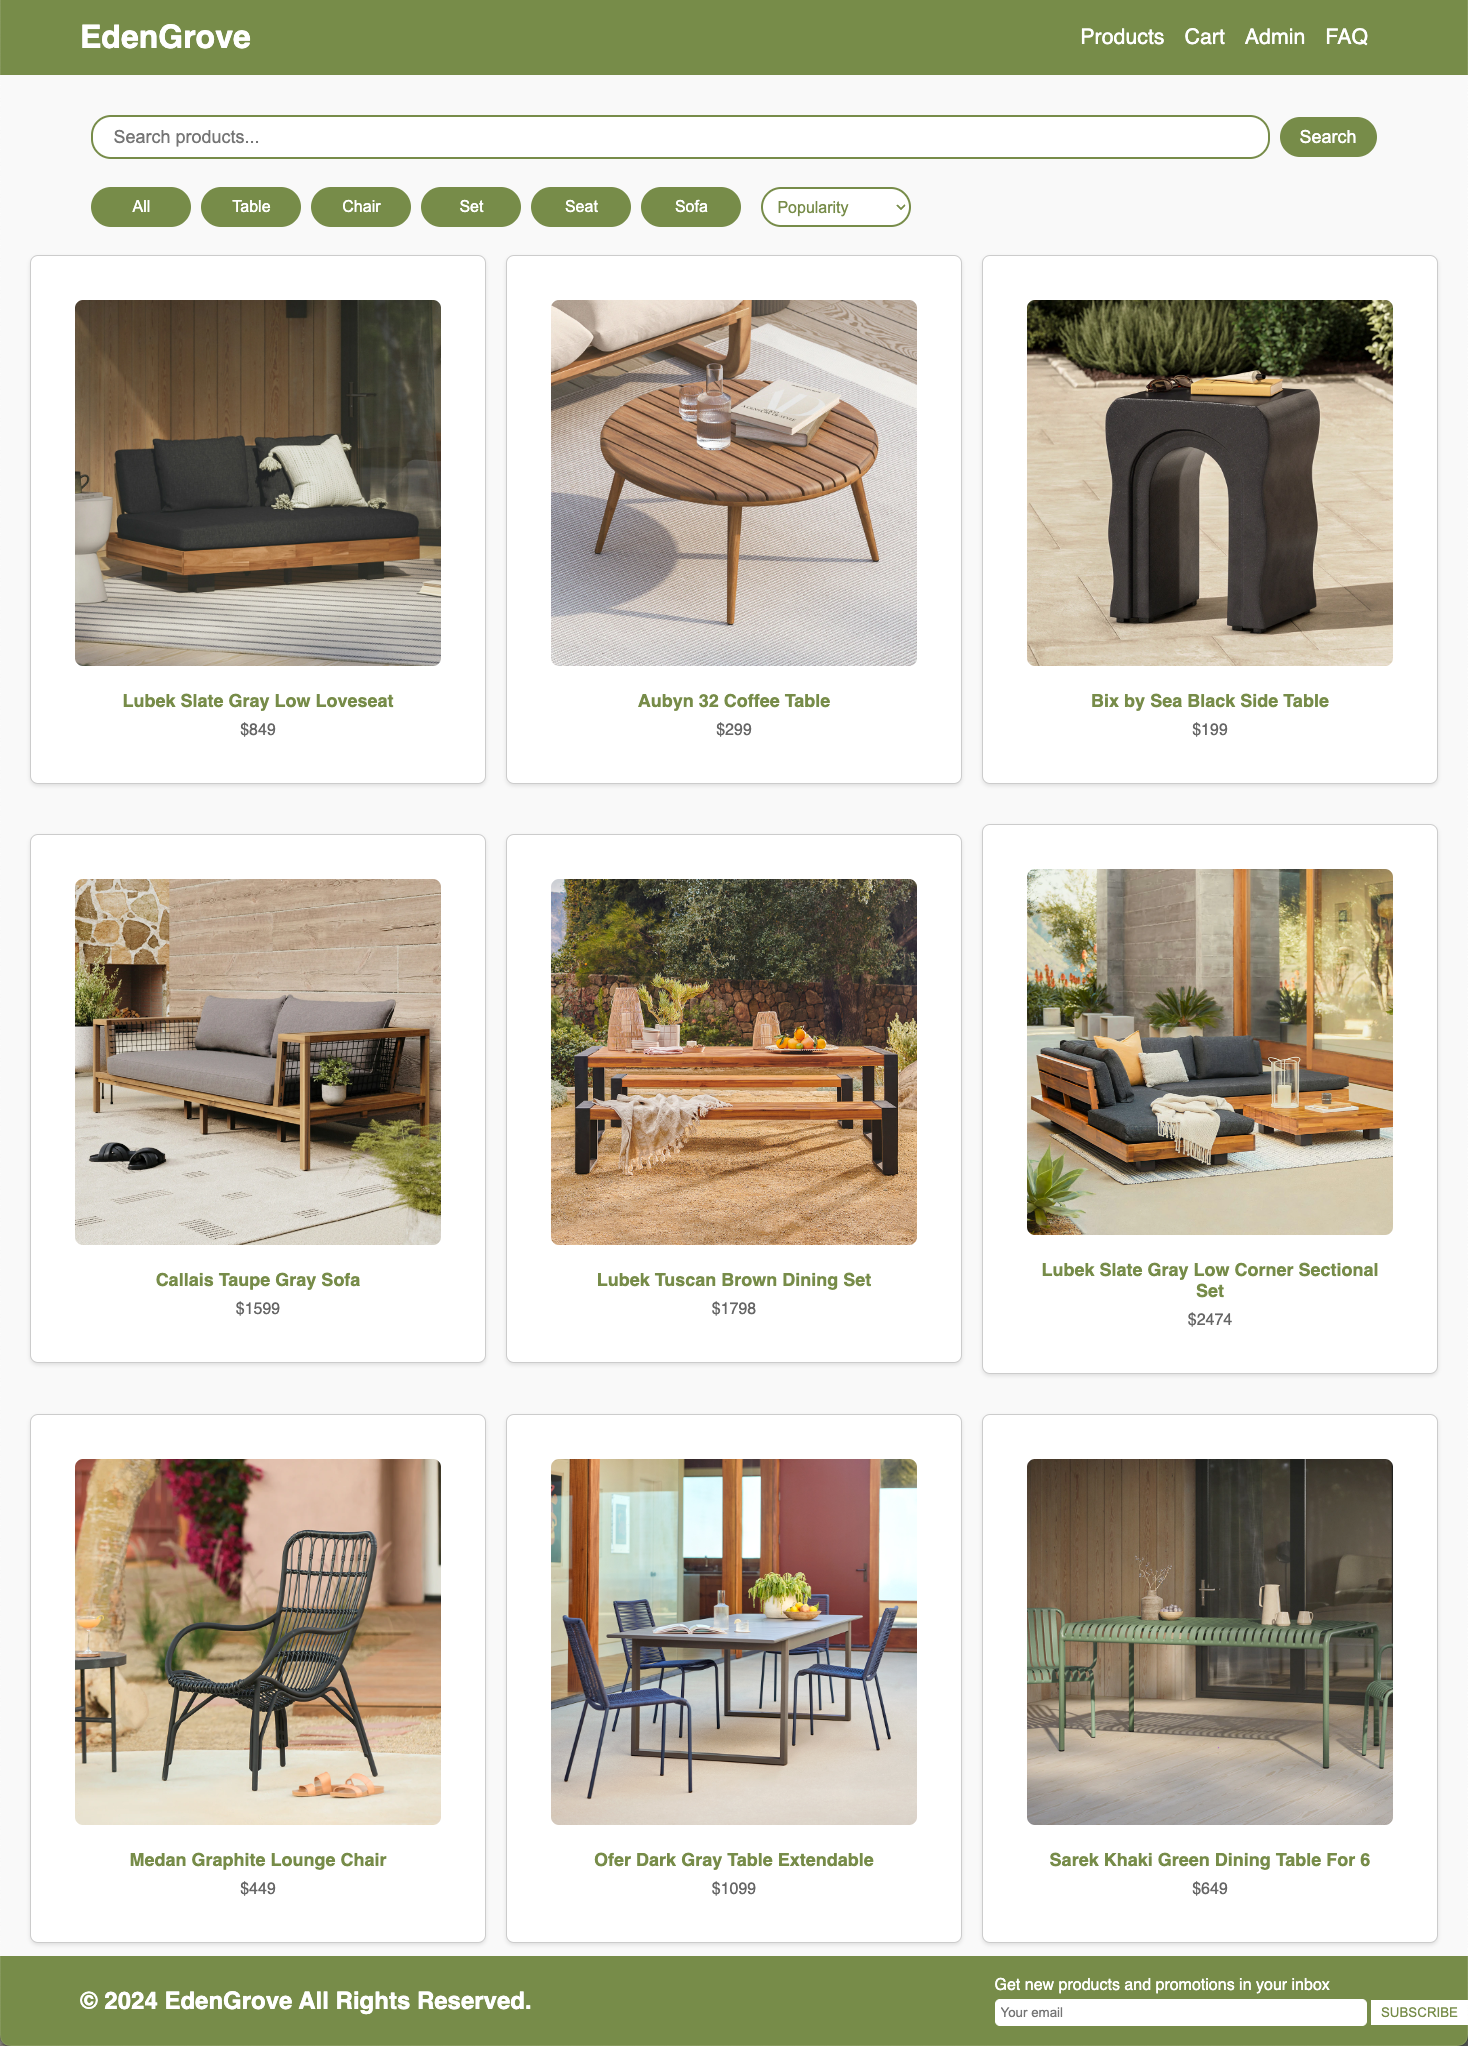 EdenGrove
Products Cart Admin FAQ
Search products...
Search
All Table Chair Set Seat Sofa Popularity
Lubek Slate Gray Low Loveseat
$849
Aubyn 32 Coffee Table
$299
Bix by Sea Black Side Table
$199
Callais Taupe Gray Sofa
$1599
Lubek Tuscan Brown Dining Set
$1798
Lubek Slate Gray Low Corner Sectional
Set
$2474
Medan Graphite Lounge Chair
$449
Ofer Dark Gray Table Extendable
$1099
Sarek Khaki Green Dining Table For 6
$649
© 2024 EdenGrove All Rights Reserved.
Get new products and promotions in your inbox
Your email
SUBSCRIBE